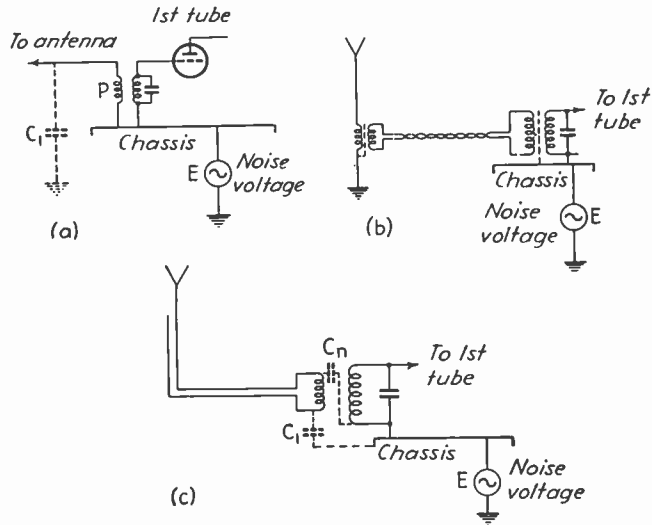 1st tube
To antenna
P
C₁
Chassis
E
Noise
voltage
(a)
To 1st
tube
Chassis
Noise
voltage
E
(b)
Cₙ
To 1st
tube
C₁
Chassis
E
Noise
voltage
(c)